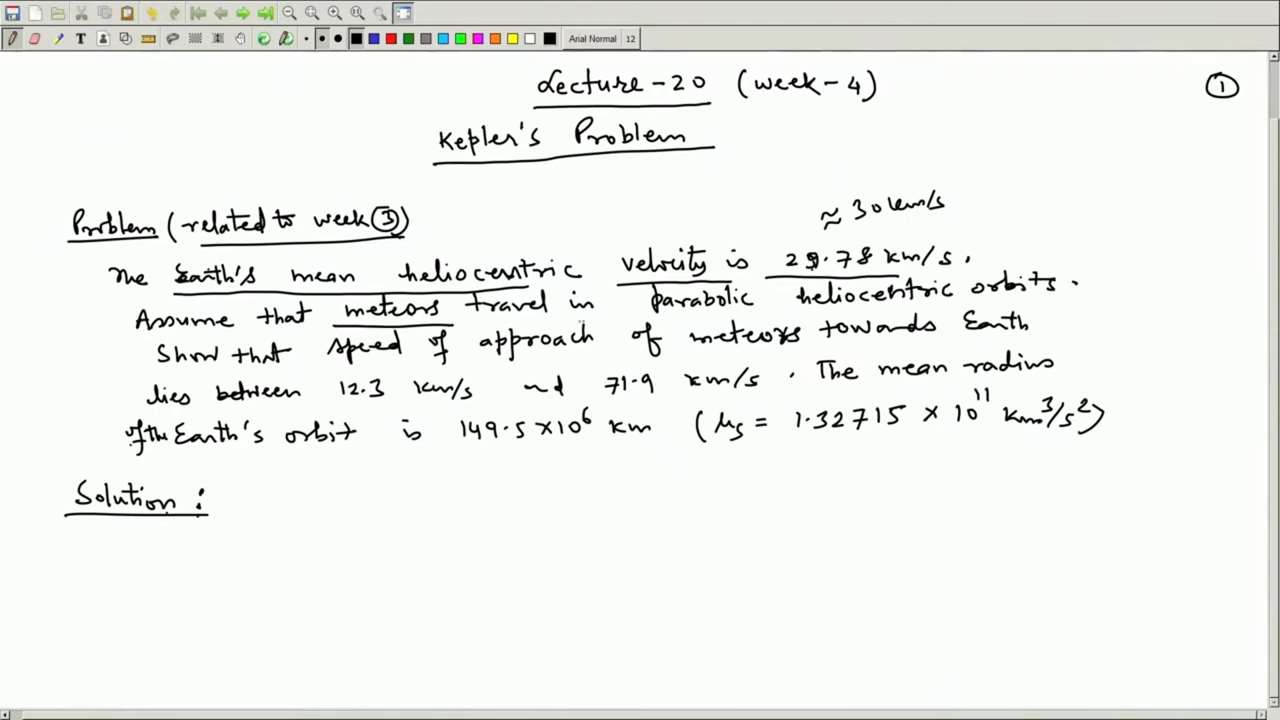 Arial Normal 12
Lecture-20 (week-4)
①
Kepler's Problem
Problem (related to week ③)
≈ 30 km/s
The Earth's mean heliocentric velocity is 29.78 km/s.
Assume that meteors travel in parabolic heliocentric orbits.
Show that speed of approach of meteors towards Earth
lies between 12.3 km/s and 71.9 km/s. The mean radius
of the Earth's orbit is 149.5×10⁶ km (μs = 1.32715 × 10¹¹ km³/s²)
Solution :